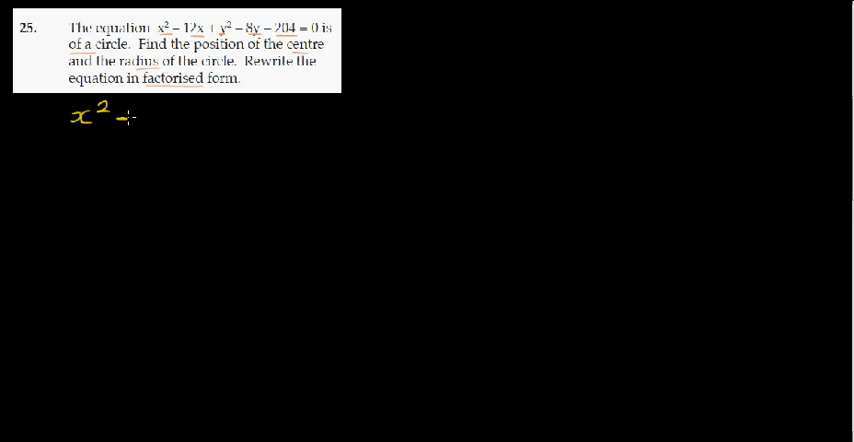 25. The equation x² – 12x + y² – 8y – 204 = 0 is
of a circle. Find the position of the centre
and the radius of the circle. Rewrite the
equation in factorised form.
x² –